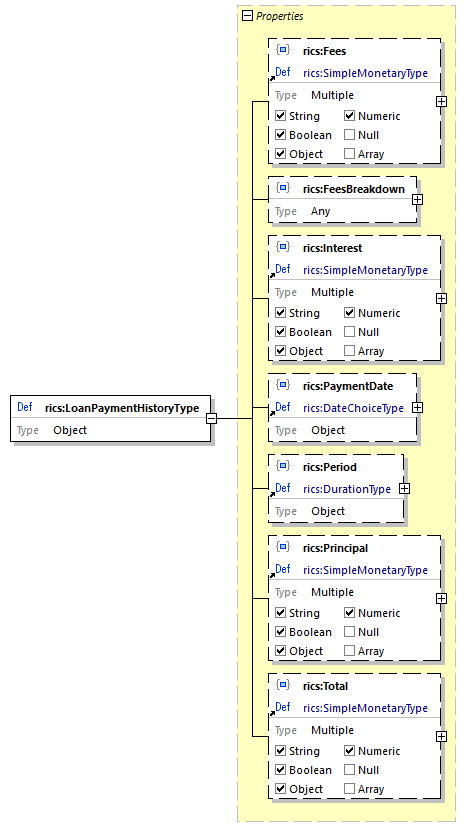 Properties
rics:Fees
Def rics:SimpleMonetaryType
Type Multiple
String Numeric
Boolean Null
Object Array
rics:FeesBreakdown
Type Any
rics:Interest
Def rics:SimpleMonetaryType
Type Multiple
String Numeric
Boolean Null
Object Array
rics:PaymentDate
Def rics:DateChoiceType
Type Object
Def rics:LoanPaymentHistoryType
Type Object
rics:Period
Def rics:DurationType
Type Object
rics:Principal
Def rics:SimpleMonetaryType
Type Multiple
String Numeric
Boolean Null
Object Array
rics:Total
Def rics:SimpleMonetaryType
Type Multiple
String Numeric
Boolean Null
Object Array